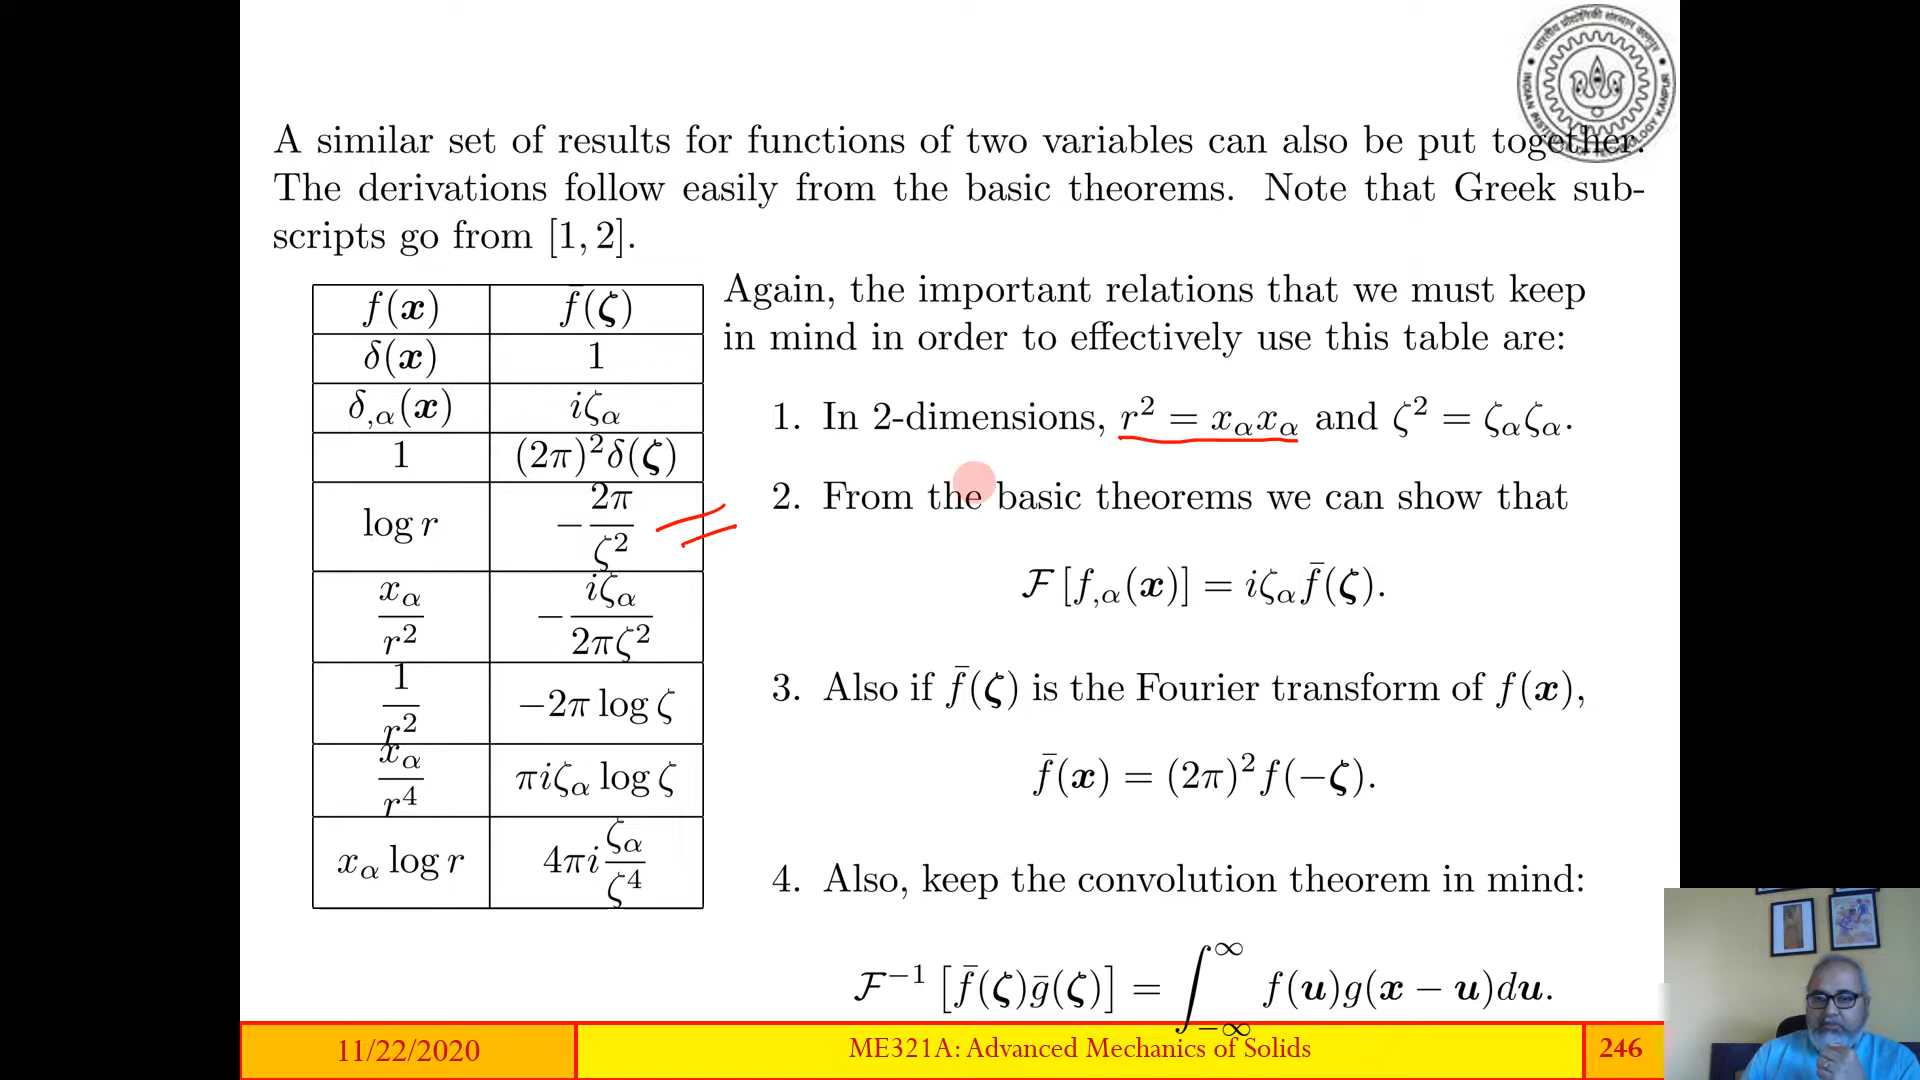 A similar set of results for functions of two variables can also be put together.
The derivations follow easily from the basic theorems. Note that Greek sub-
scripts go from [1, 2].
f(x) f̄(ζ)
δ(x) 1
δ,α(x) iζα
1 (2π)²δ(ζ)
log r −2π/ζ²
xα/r² −iζα/2πζ²
1/r² −2π log ζ
xα/r⁴ πiζα log ζ
xα log r 4πi ζα/ζ⁴
Again, the important relations that we must keep
in mind in order to effectively use this table are:
1. In 2-dimensions, r² = xαxα and ζ² = ζαζα.
2. From the basic theorems we can show that
F [f,α(x)] = iζαf̄(ζ).
3. Also if f̄(ζ) is the Fourier transform of f(x),
f̄(x) = (2π)²f(−ζ).
4. Also, keep the convolution theorem in mind:
F⁻¹ [f̄(ζ)ḡ(ζ)] = ∫_{−∞}^{∞} f(u)g(x − u)du.
11/22/2020
ME321A: Advanced Mechanics of Solids
246